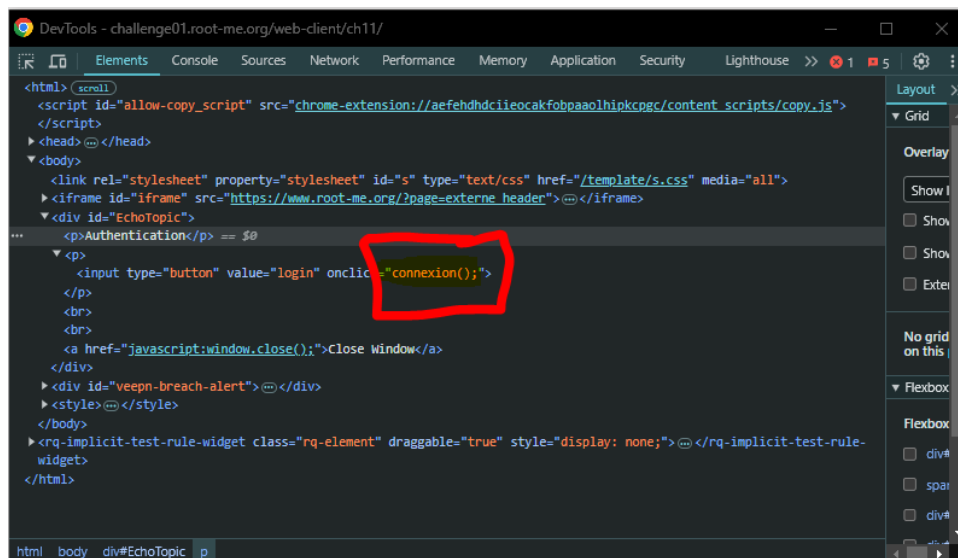 DevTools - challenge01.root-me.org/web-client/ch11/
Elements Console Sources Network Performance Memory Application Security Lighthouse 1 5
<html> scroll
<script id="allow-copy_script" src="chrome-extension://aefehdhdciieocakfobpaaolhipkcpgc/content_scripts/copy.js">
</script>
<head> </head>
<body>
<link rel="stylesheet" property="stylesheet" id="s" type="text/css" href="/template/s.css" media="all">
<iframe id="iframe" src="https://www.root-me.org/?page=externe_header"> </iframe>
<div id="EchoTopic">
<p>Authentication</p> == $0
<p>
<input type="button" value="login" onclic="connexion();">
</p>
<br>
<br>
<a href="javascript:window.close();">Close Window</a>
</div>
<div id="veepn-breach-alert"> </div>
<style> </style>
</body>
<rq-implicit-test-rule-widget class="rq-element" draggable="true" style="display: none;"> </rq-implicit-test-rule-
widget>
</html>
html body div#EchoTopic p
Layout
Grid
Overlay
Show
Show
Show
Exte
No grid
on this
Flexbox
Flexbox
div#
spa
div#